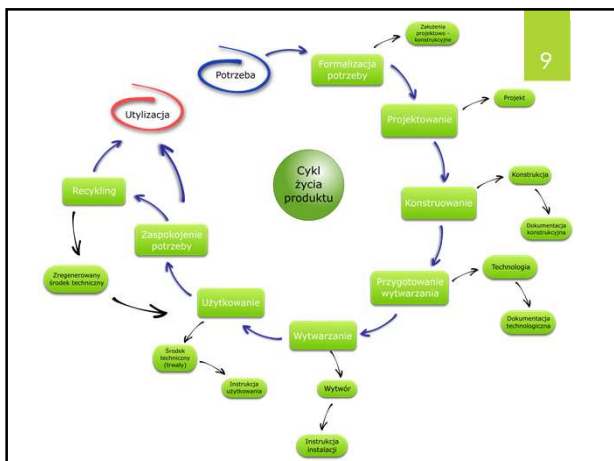 9
Potrzeba
Formalizacja
potrzeby
Założenia
projektowo -
konstrukcyjne
Projektowanie
Projekt
Konstruowanie
Konstrukcja
Dokumentacja
konstrukcyjna
Przygotowanie
wytwarzania
Technologia
Dokumentacja
technologiczna
Wytwarzanie
Wytwór
Instrukcja
instalacji
Użytkowanie
Środek
techniczny
(trwały)
Instrukcja
użytkowania
Zaspokojenie
potrzeby
Recykling
Zregenerowany
środek techniczny
Utylizacja
Cykl
życia
produktu